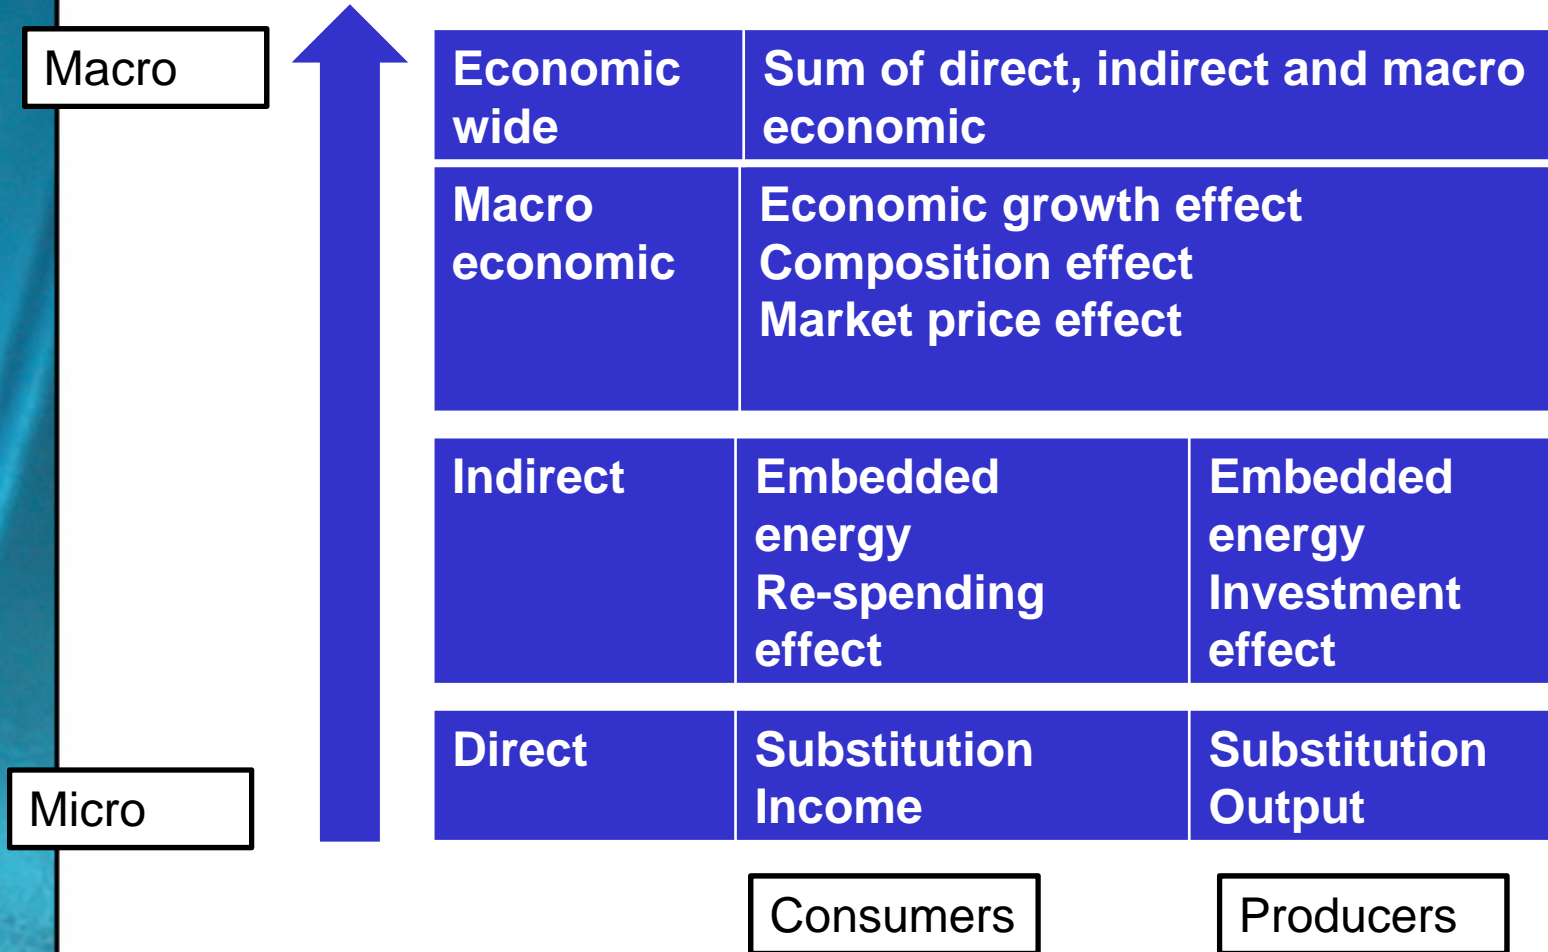 Macro
Economic
wide
Sum of direct, indirect and macro
economic
Macro
economic
Economic growth effect
Composition effect
Market price effect
Indirect
Embedded
energy
Re-spending
effect
Embedded
energy
Investment
effect
Direct
Substitution
Income
Substitution
Output
Micro
Consumers
Producers